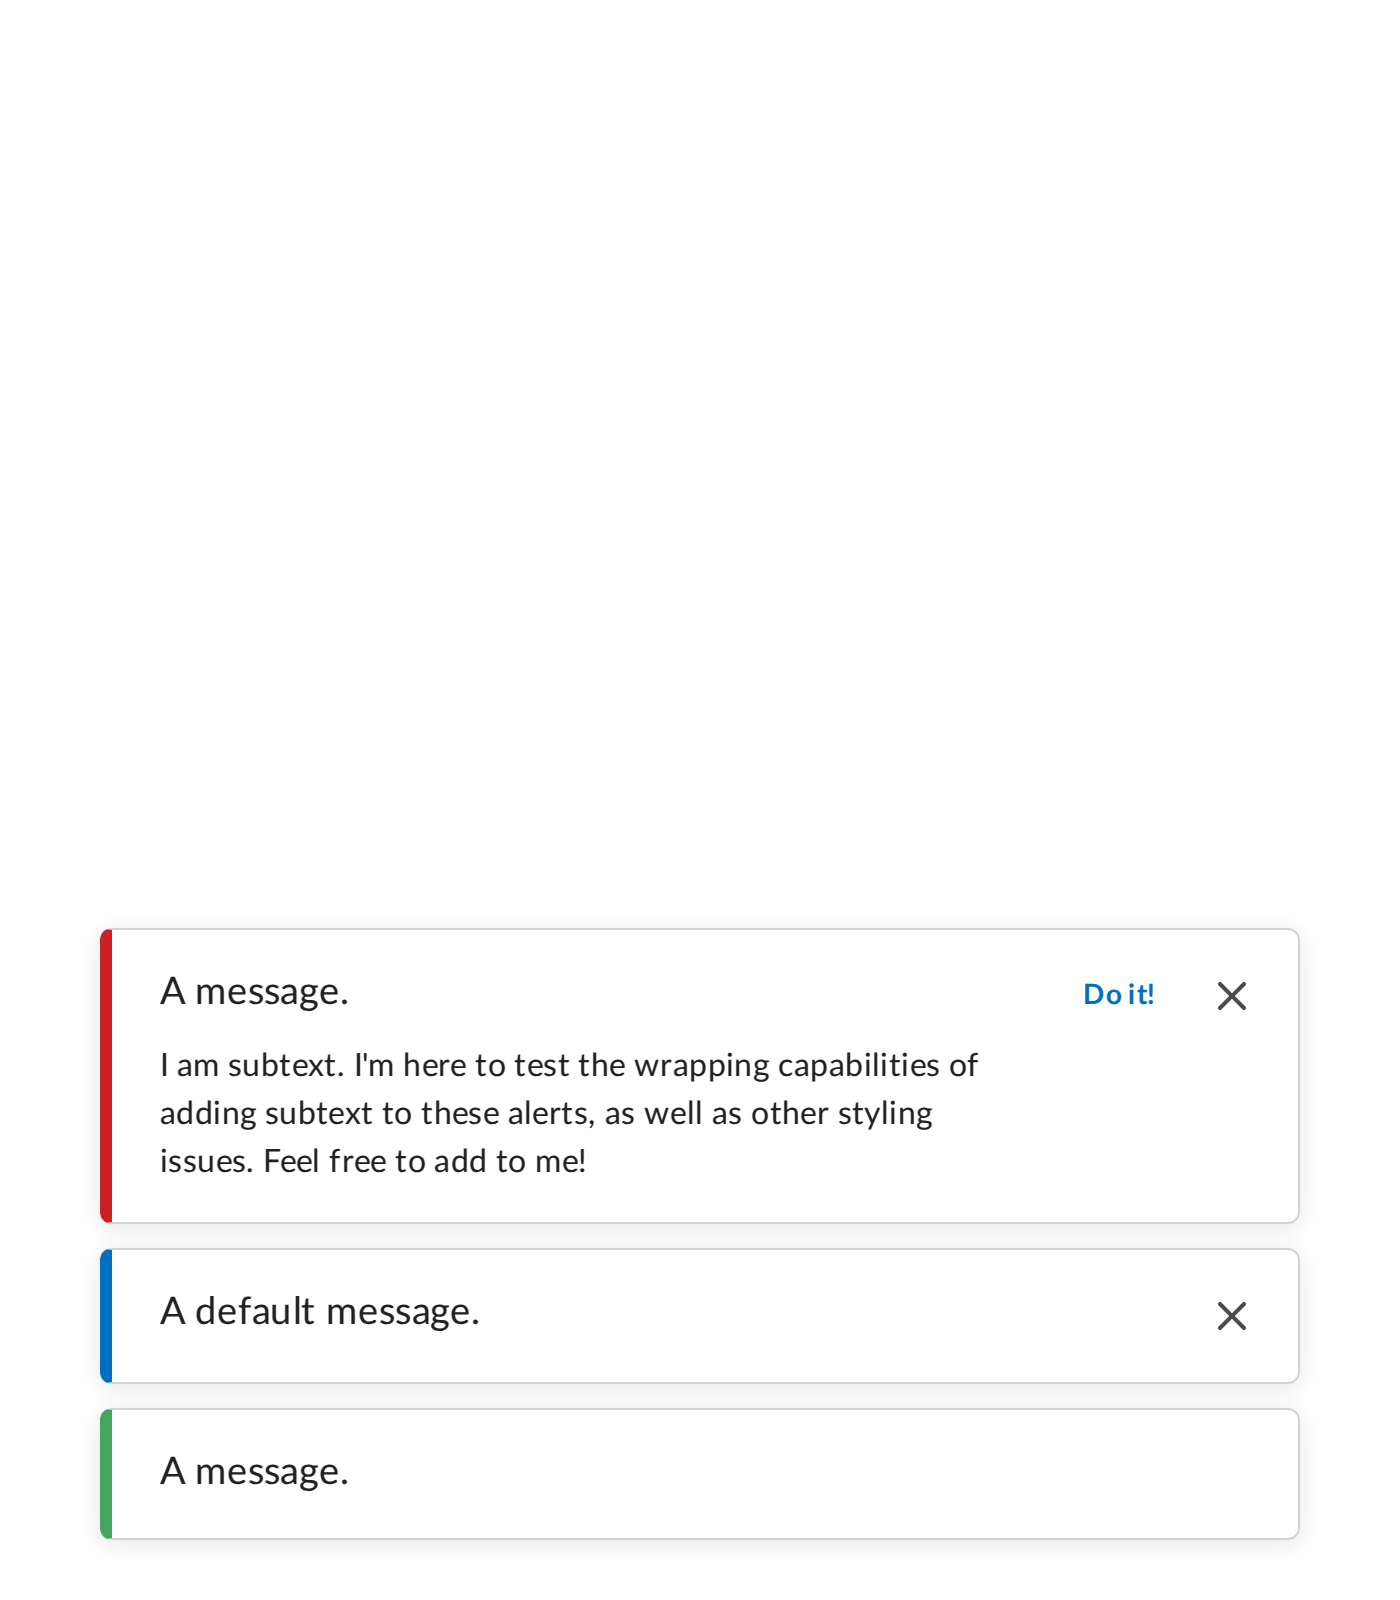 A message.
Do it!
I am subtext. I'm here to test the wrapping capabilities of
adding subtext to these alerts, as well as other styling
issues. Feel free to add to me!
A default message.
A message.